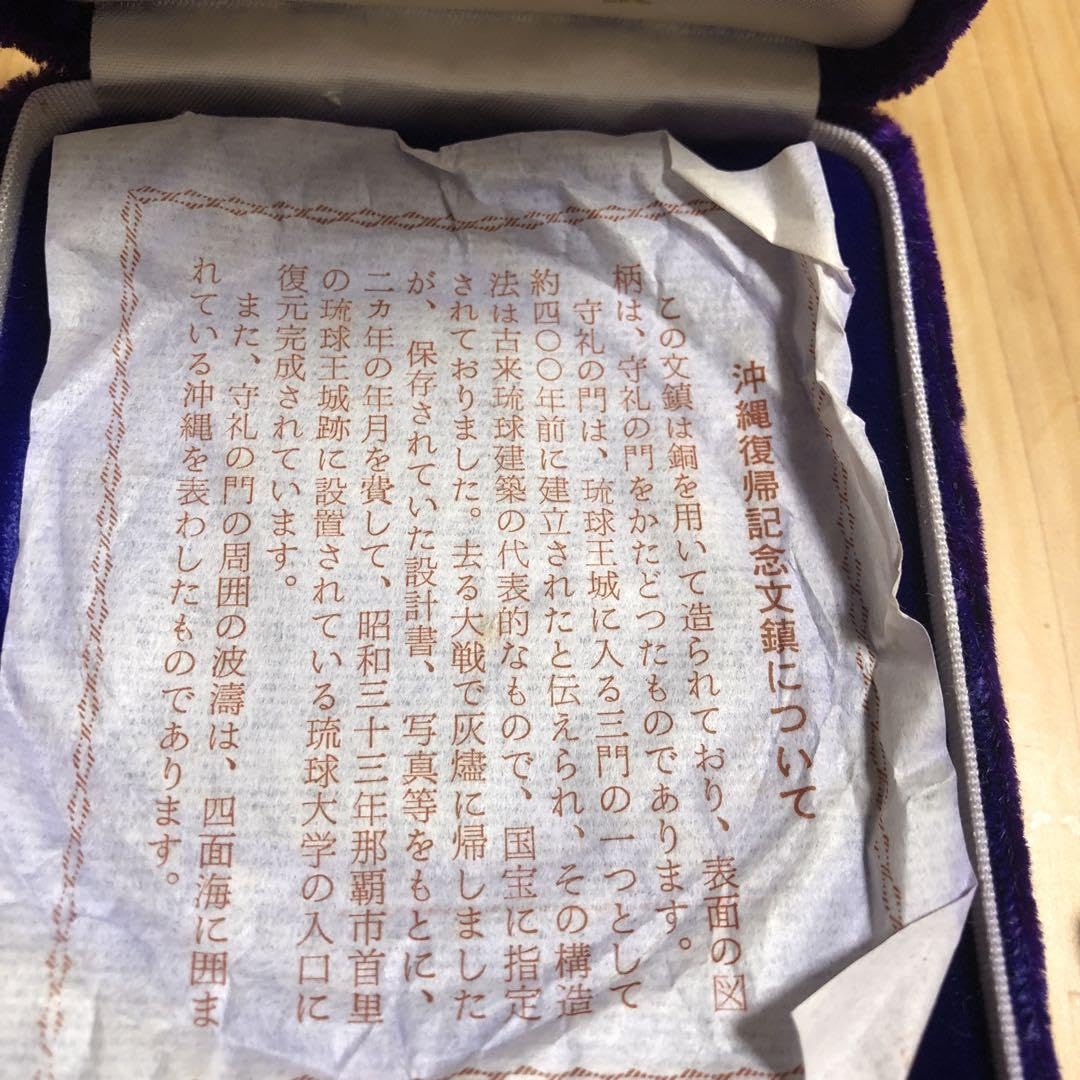 沖縄復帰記念文鎮について
この文鎮は銅を用いて造られており、表面の図
柄は、守礼の門をかたどつたものであります。
守礼の門は、琉球王城に入る三門の一つとして
約四〇〇年前に建立されたと伝えられ、その構造
法は古来琉球建築の代表的なもので、国宝に指定
されておりました。去る大戦で灰燼に帰しました
が、保存されていた設計書、写真等をもとに、
二ヵ年の年月を費して、昭和三十三年那覇市首里
の琉球王城跡に設置されている琉球大学の入口に
復元完成されています。
また、守礼の門の周囲の波濤は、四面海に囲ま
れている沖縄を表わしたものであります。